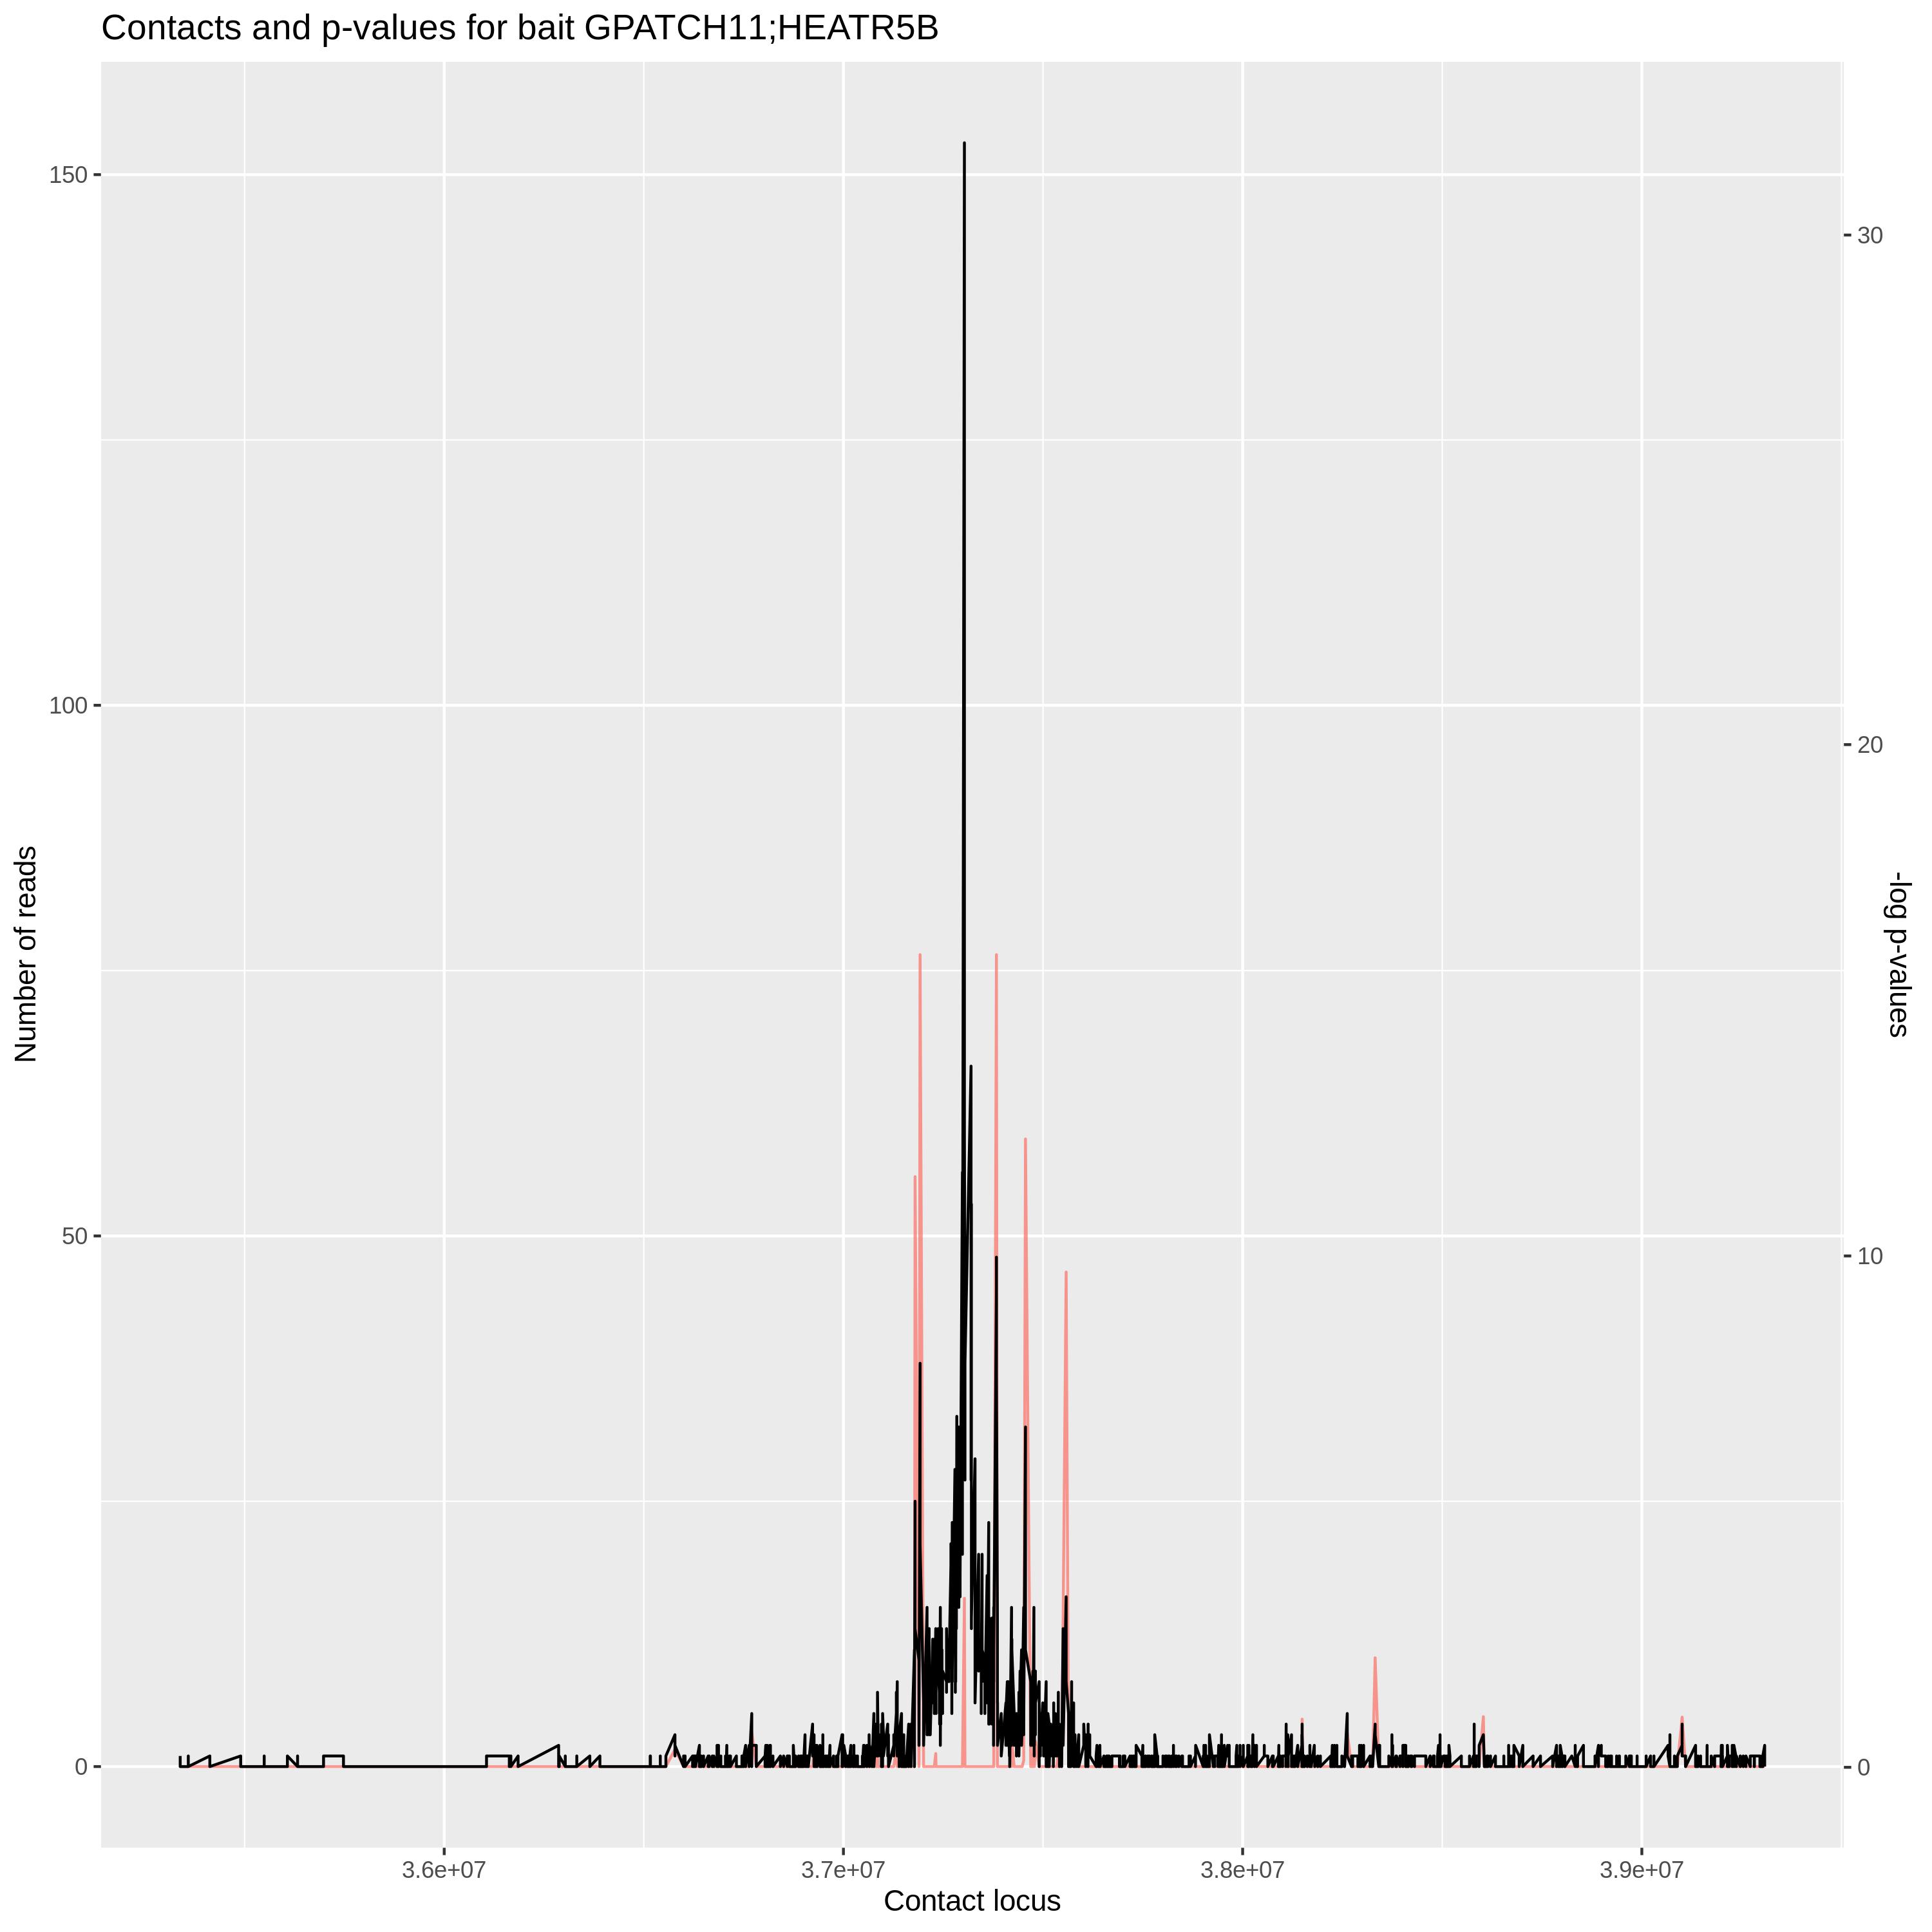 Contacts and p-values for bait GPATCH11;HEATR5B
150
100
50
0
30
20
10
0
Number of reads
-log p-values
3.6e+07
3.7e+07
3.8e+07
3.9e+07
Contact locus